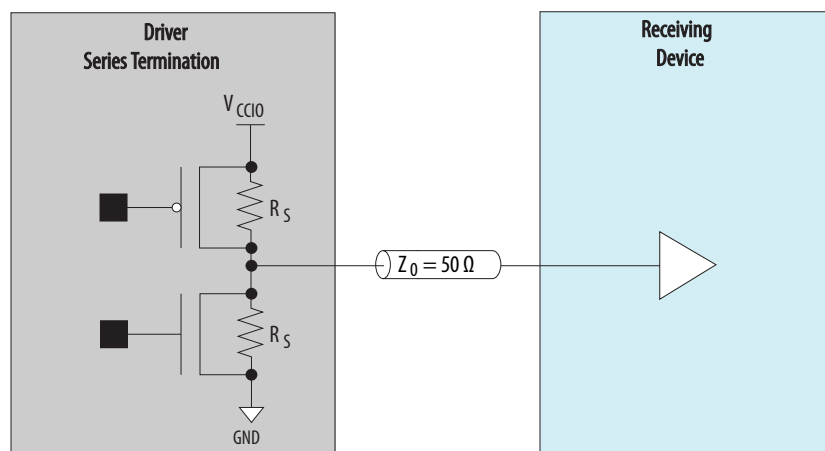 Driver
Series Termination
Receiving
Device
V CCIO
R S
Z 0 = 50 Ω
R S
GND